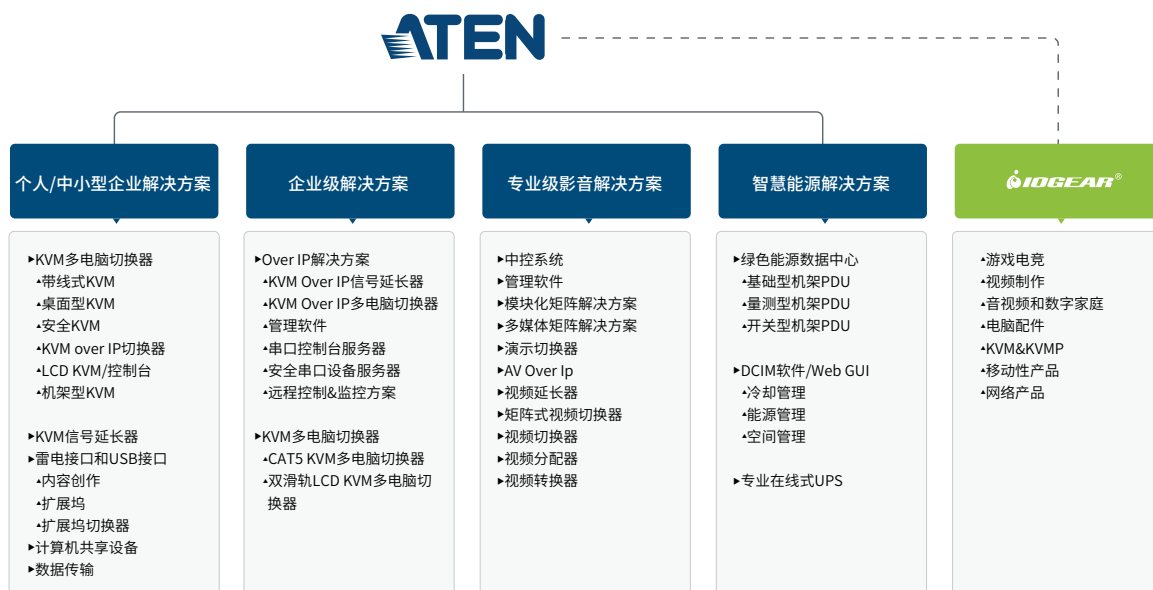 ATEN
个人/中小型企业解决方案
▶KVM多电脑切换器
▴带线式KVM
▴桌面型KVM
▴安全KVM
▴KVM over IP切换器
▴LCD KVM/控制台
▴机架型KVM
▶KVM信号延长器
▶雷电接口和USB接口
▴内容创作
▴扩展坞
▴扩展坞切换器
▶计算机共享设备
▶数据传输
企业级解决方案
▶Over IP解决方案
▴KVM Over IP信号延长器
▴KVM Over IP多电脑切换器
▴管理软件
▴串口控制台服务器
▴安全串口设备服务器
▴远程控制&监控方案
▶KVM多电脑切换器
▴CAT5 KVM多电脑切换器
▴双滑轨LCD KVM多电脑切
换器
专业级影音解决方案
▶中控系统
▶管理软件
▶模块化矩阵解决方案
▶多媒体矩阵解决方案
▶演示切换器
▶AV Over Ip
▶视频延长器
▶矩阵式视频切换器
▶视频切换器
▶视频分配器
▶视频转换器
智慧能源解决方案
▶绿色能源数据中心
▴基础型机架PDU
▴量测型机架PDU
▴开关型机架PDU
▶DCIM软件/Web GUI
▴冷却管理
▴能源管理
▴空间管理
▶专业在线式UPS
IOGEAR®
▴游戏电竞
▴视频制作
▴音视频和数字家庭
▴电脑配件
▴KVM&KVMP
▴移动性产品
▴网络产品